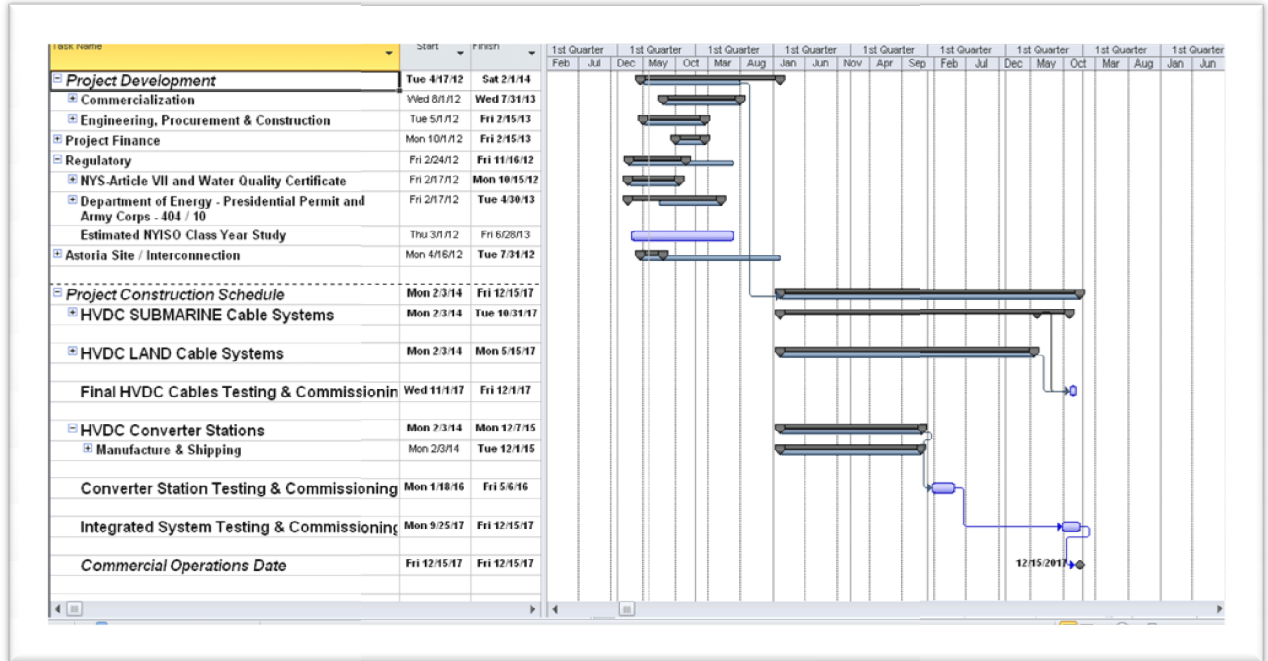 Task Name Start Finish
1st Quarter 1st Quarter 1st Quarter 1st Quarter 1st Quarter 1st Quarter 1st Quarter 1st Quarter 1st Quarter
Feb Jul Dec May Oct Mar Aug Jan Jun Nov Apr Sep Feb Jul Dec May Oct Mar Aug Jan Jun
Project Development Tue 4/17/12 Sat 2/1/14
Commercialization Wed 8/1/12 Wed 7/31/13
Engineering, Procurement & Construction Tue 5/1/12 Fri 2/15/13
Project Finance Mon 10/1/12 Fri 2/15/13
Regulatory Fri 2/24/12 Fri 11/16/12
NYS-Article VII and Water Quality Certificate Fri 2/17/12 Mon 10/15/12
Department of Energy - Presidential Permit and Fri 2/17/12 Tue 4/30/13
Army Corps - 404 / 10
Estimated NYISO Class Year Study Thu 3/1/12 Fri 6/28/13
Astoria Site / Interconnection Mon 4/16/12 Tue 7/31/12
Project Construction Schedule Mon 2/3/14 Fri 12/15/17
HVDC SUBMARINE Cable Systems Mon 2/3/14 Tue 10/31/17
HVDC LAND Cable Systems Mon 2/3/14 Mon 5/15/17
Final HVDC Cables Testing & Commissionin Wed 11/1/17 Fri 12/1/17
HVDC Converter Stations Mon 2/3/14 Mon 12/7/15
Manufacture & Shipping Mon 2/3/14 Tue 12/1/15
Converter Station Testing & Commissioning Mon 1/18/16 Fri 5/6/16
Integrated System Testing & Commissioning Mon 9/25/17 Fri 12/15/17
Commercial Operations Date Fri 12/15/17 Fri 12/15/17 12/15/2017